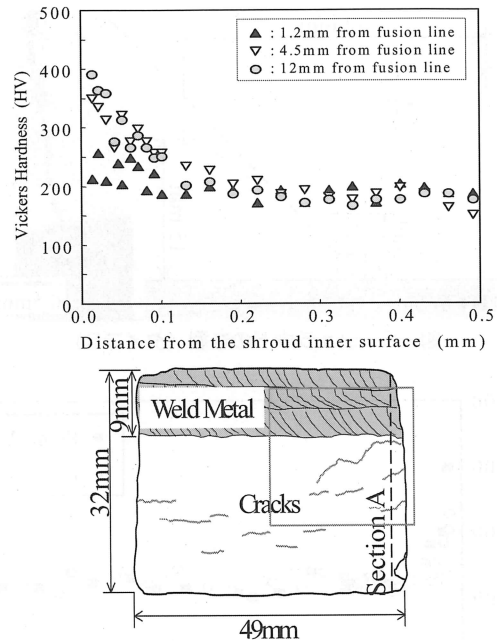 500
400
300
200
100
0
Vickers Hardness (HV)
▲ : 1.2mm from fusion line
▽ : 4.5mm from fusion line
○ : 12mm from fusion line
0.0 0.1 0.2 0.3 0.4 0.5
Distance from the shroud inner surface (mm)
9mm
Weld Metal
32mm
Cracks
Section A
49mm